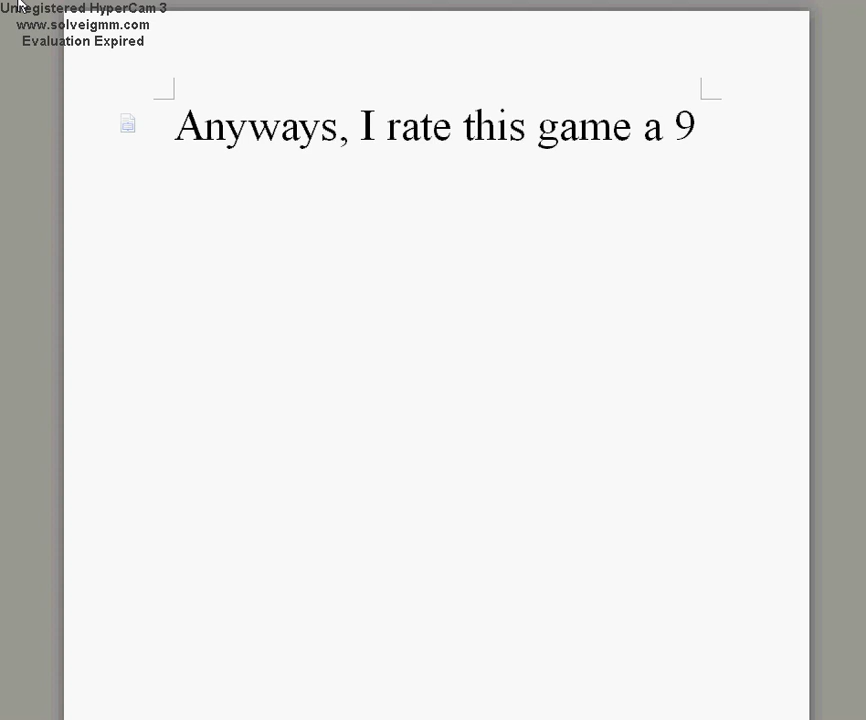 Unregistered HyperCam 3
www.solveigmm.com
Evaluation Expired
Anyways, I rate this game a 9